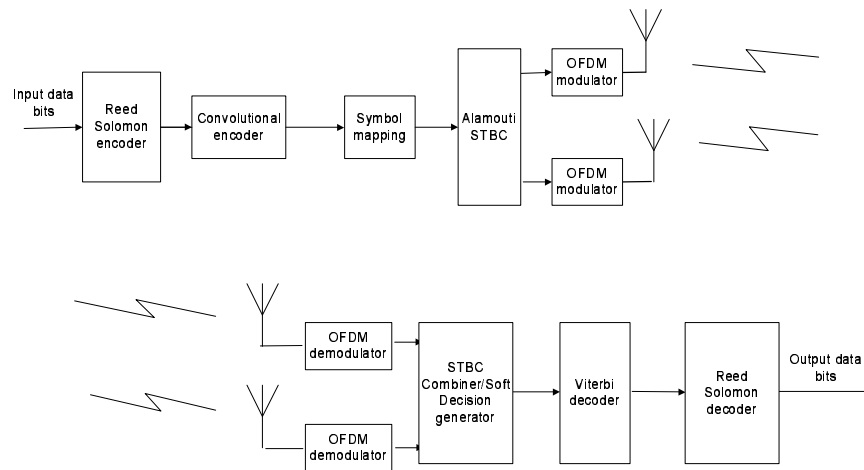 Input data
bits
Reed
Solomon
encoder
Convolutional
encoder
Symbol
mapping
Alamouti
STBC
OFDM
modulator
OFDM
modulator
OFDM
demodulator
OFDM
demodulator
STBC
Combiner/Soft
Decision
generator
Viterbi
decoder
Reed
Solomon
decoder
Output data
bits